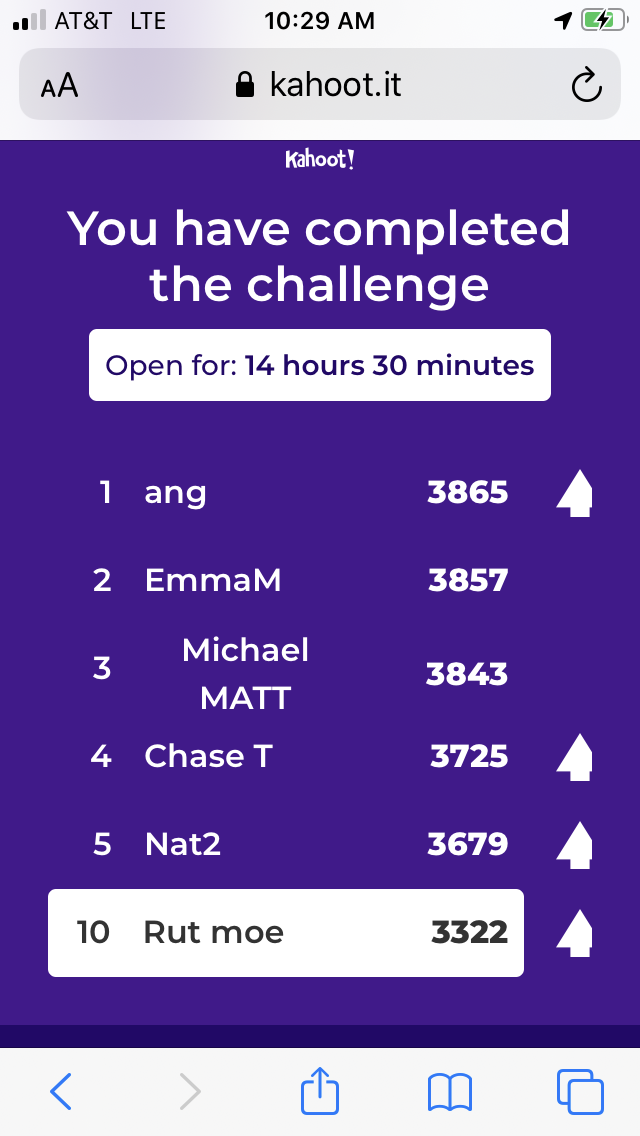 AT&T LTE 10:29 AM
AA kahoot.it
Kahoot!
You have completed
the challenge
Open for: 14 hours 30 minutes
1 ang 3865
2 EmmaM 3857
3 Michael MATT 3843
4 Chase T 3725
5 Nat2 3679
10 Rut moe 3322